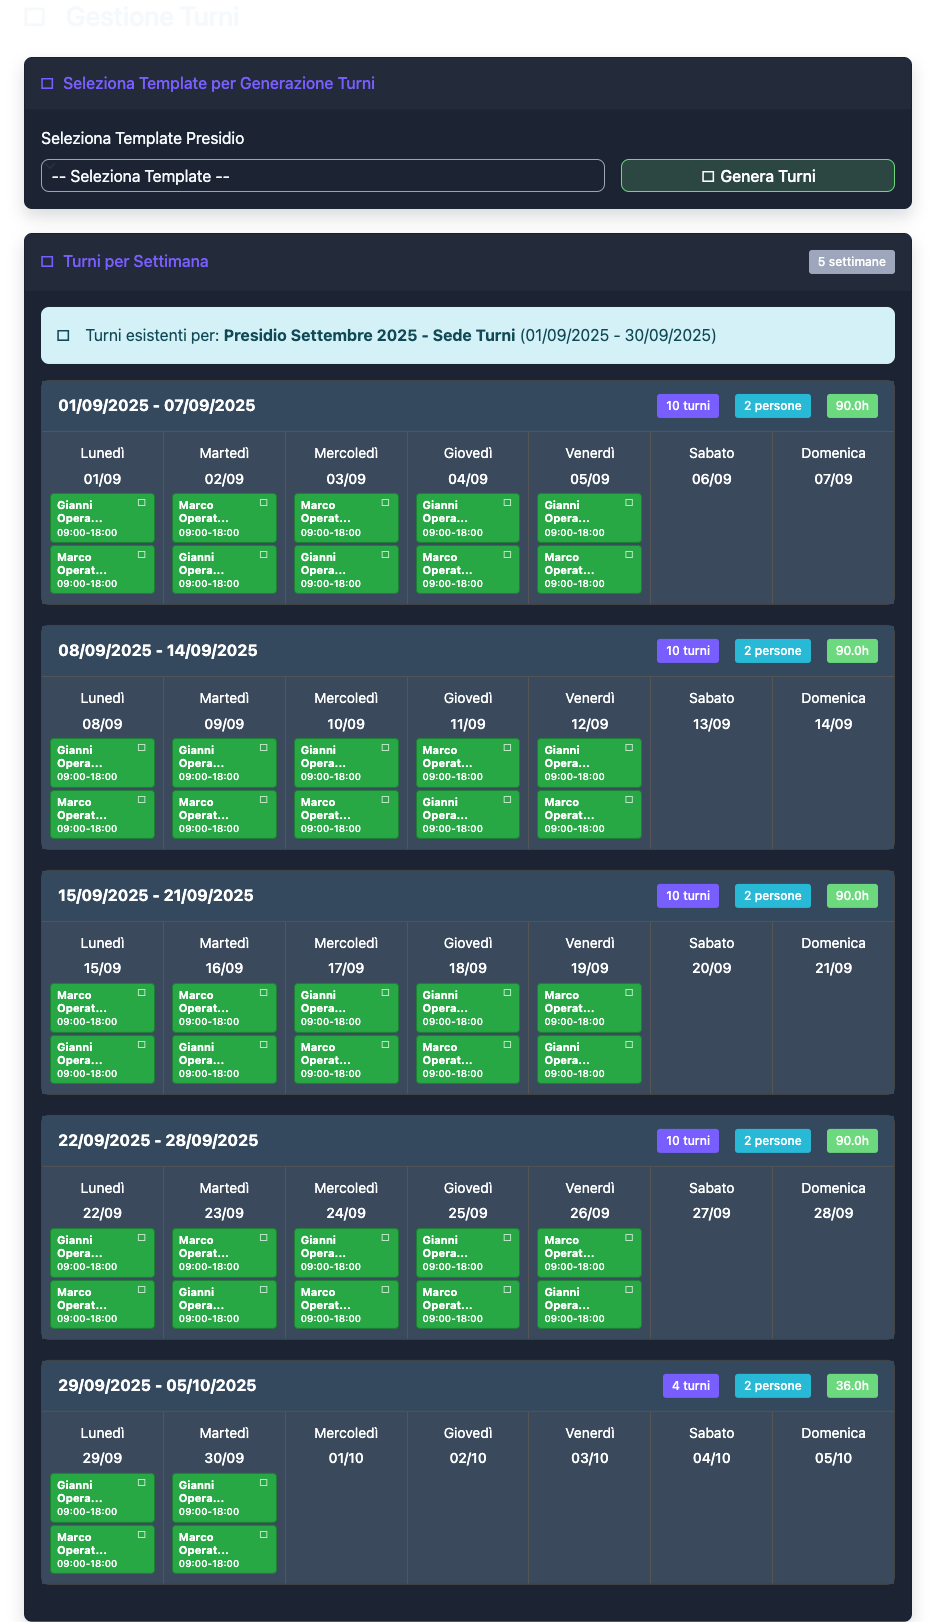 Gestione Turni
Seleziona Template per Generazione Turni
Seleziona Template Presidio
-- Seleziona Template --
Genera Turni
Turni per Settimana
5 settimane
Turni esistenti per: Presidio Settembre 2025 - Sede Turni (01/09/2025 - 30/09/2025)
01/09/2025 - 07/09/2025
10 turni
2 persone
90.0h
Lunedì
01/09
Gianni
Opera...
09:00-18:00
Marco
Operat...
09:00-18:00
Martedì
02/09
Marco
Operat...
09:00-18:00
Gianni
Opera...
09:00-18:00
Mercoledì
03/09
Marco
Operat...
09:00-18:00
Gianni
Opera...
09:00-18:00
Giovedì
04/09
Gianni
Opera...
09:00-18:00
Marco
Operat...
09:00-18:00
Venerdì
05/09
Gianni
Opera...
09:00-18:00
Marco
Operat...
09:00-18:00
Sabato
06/09
Domenica
07/09
08/09/2025 - 14/09/2025
10 turni
2 persone
90.0h
Lunedì
08/09
Gianni
Opera...
09:00-18:00
Marco
Operat...
09:00-18:00
Martedì
09/09
Gianni
Opera...
09:00-18:00
Marco
Operat...
09:00-18:00
Mercoledì
10/09
Gianni
Opera...
09:00-18:00
Marco
Operat...
09:00-18:00
Giovedì
11/09
Marco
Operat...
09:00-18:00
Gianni
Opera...
09:00-18:00
Venerdì
12/09
Gianni
Opera...
09:00-18:00
Marco
Operat...
09:00-18:00
Sabato
13/09
Domenica
14/09
15/09/2025 - 21/09/2025
10 turni
2 persone
90.0h
Lunedì
15/09
Marco
Operat...
09:00-18:00
Gianni
Opera...
09:00-18:00
Martedì
16/09
Marco
Operat...
09:00-18:00
Gianni
Opera...
09:00-18:00
Mercoledì
17/09
Gianni
Opera...
09:00-18:00
Marco
Operat...
09:00-18:00
Giovedì
18/09
Gianni
Opera...
09:00-18:00
Marco
Operat...
09:00-18:00
Venerdì
19/09
Marco
Operat...
09:00-18:00
Gianni
Opera...
09:00-18:00
Sabato
20/09
Domenica
21/09
22/09/2025 - 28/09/2025
10 turni
2 persone
90.0h
Lunedì
22/09
Gianni
Opera...
09:00-18:00
Marco
Operat...
09:00-18:00
Martedì
23/09
Marco
Operat...
09:00-18:00
Gianni
Opera...
09:00-18:00
Mercoledì
24/09
Gianni
Opera...
09:00-18:00
Marco
Operat...
09:00-18:00
Giovedì
25/09
Gianni
Opera...
09:00-18:00
Marco
Operat...
09:00-18:00
Venerdì
26/09
Marco
Operat...
09:00-18:00
Gianni
Opera...
09:00-18:00
Sabato
27/09
Domenica
28/09
29/09/2025 - 05/10/2025
4 turni
2 persone
36.0h
Lunedì
29/09
Gianni
Opera...
09:00-18:00
Marco
Operat...
09:00-18:00
Martedì
30/09
Gianni
Opera...
09:00-18:00
Marco
Operat...
09:00-18:00
Mercoledì
01/10
Giovedì
02/10
Venerdì
03/10
Sabato
04/10
Domenica
05/10